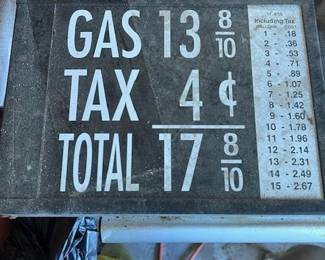 GAS 13 8/10
TAX 4 ¢
TOTAL 17 8/10
Including Tax
1 - .18
2 - .36
3 - .53
4 - .71
5 - .89
6 - 1.07
7 - 1.25
8 - 1.42
9 - 1.60
10 - 1.78
11 - 1.96
12 - 2.14
13 - 2.31
14 - 2.49
15 - 2.67